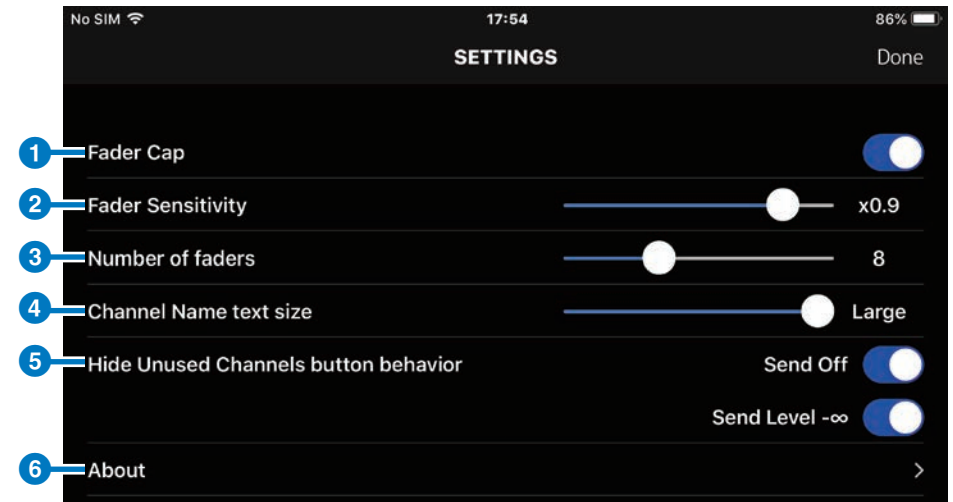 No SIM 17:54 86%
SETTINGS Done
1 Fader Cap
2 Fader Sensitivity x0.9
3 Number of faders 8
4 Channel Name text size Large
5 Hide Unused Channels button behavior Send Off
Send Level -∞
6 About >